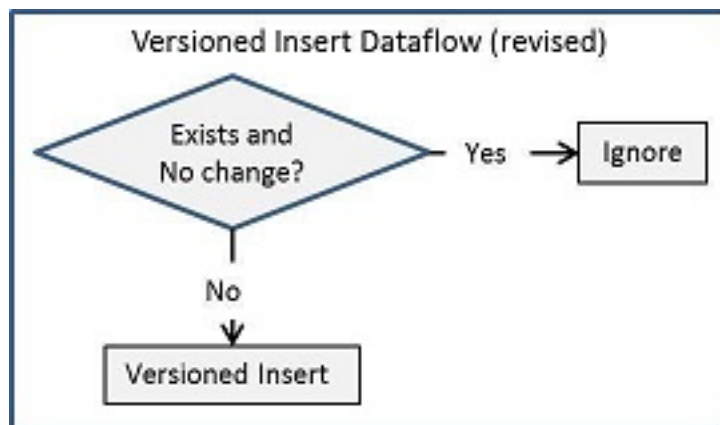 Versioned Insert Dataflow (revised)
Exists and
No change?
Yes
Ignore
No
Versioned Insert